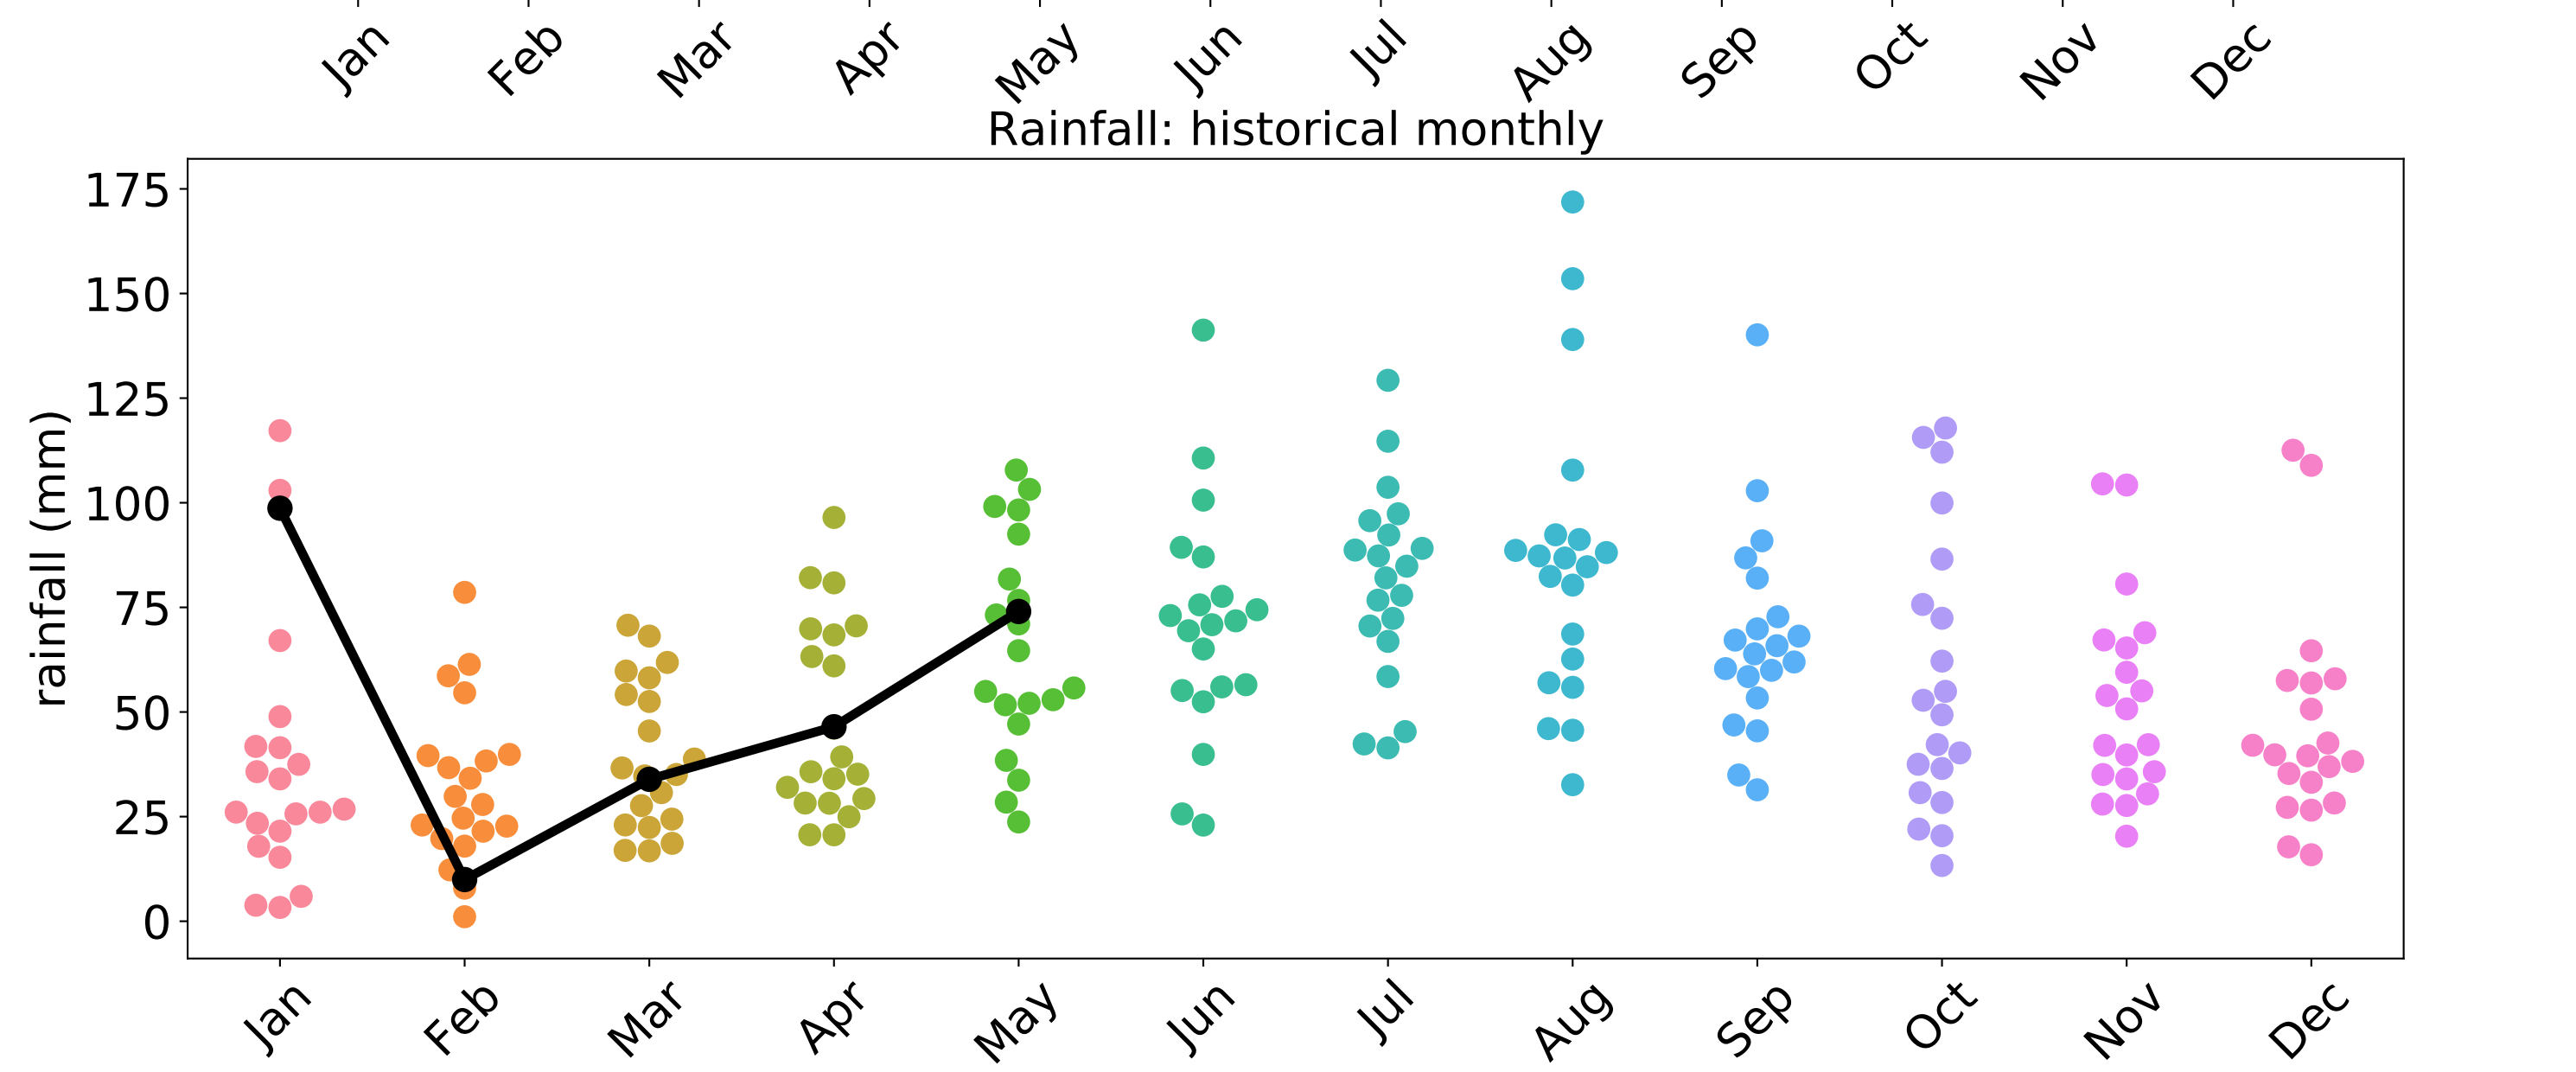 Jan Feb Mar Apr May Jun Jul Aug Sep Oct Nov Dec
Rainfall: historical monthly
rainfall (mm)
175
150
125
100
75
50
25
0
Jan Feb Mar Apr May Jun Jul Aug Sep Oct Nov Dec